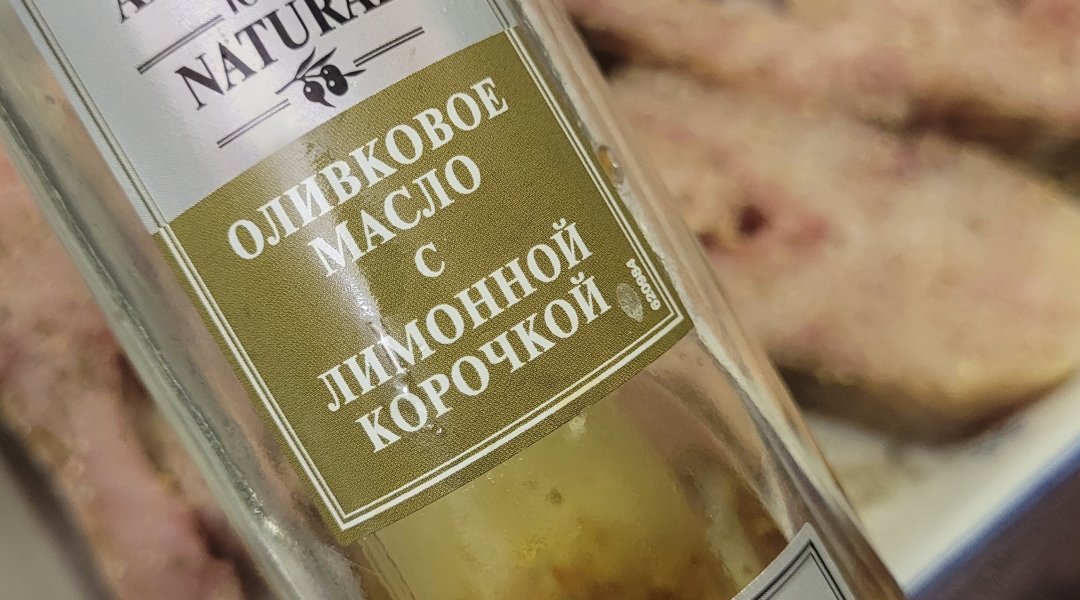 NATURAL
ОЛИВКОВОЕ
МАСЛО
С
ЛИМОННОЙ
КОРОЧКОЙ